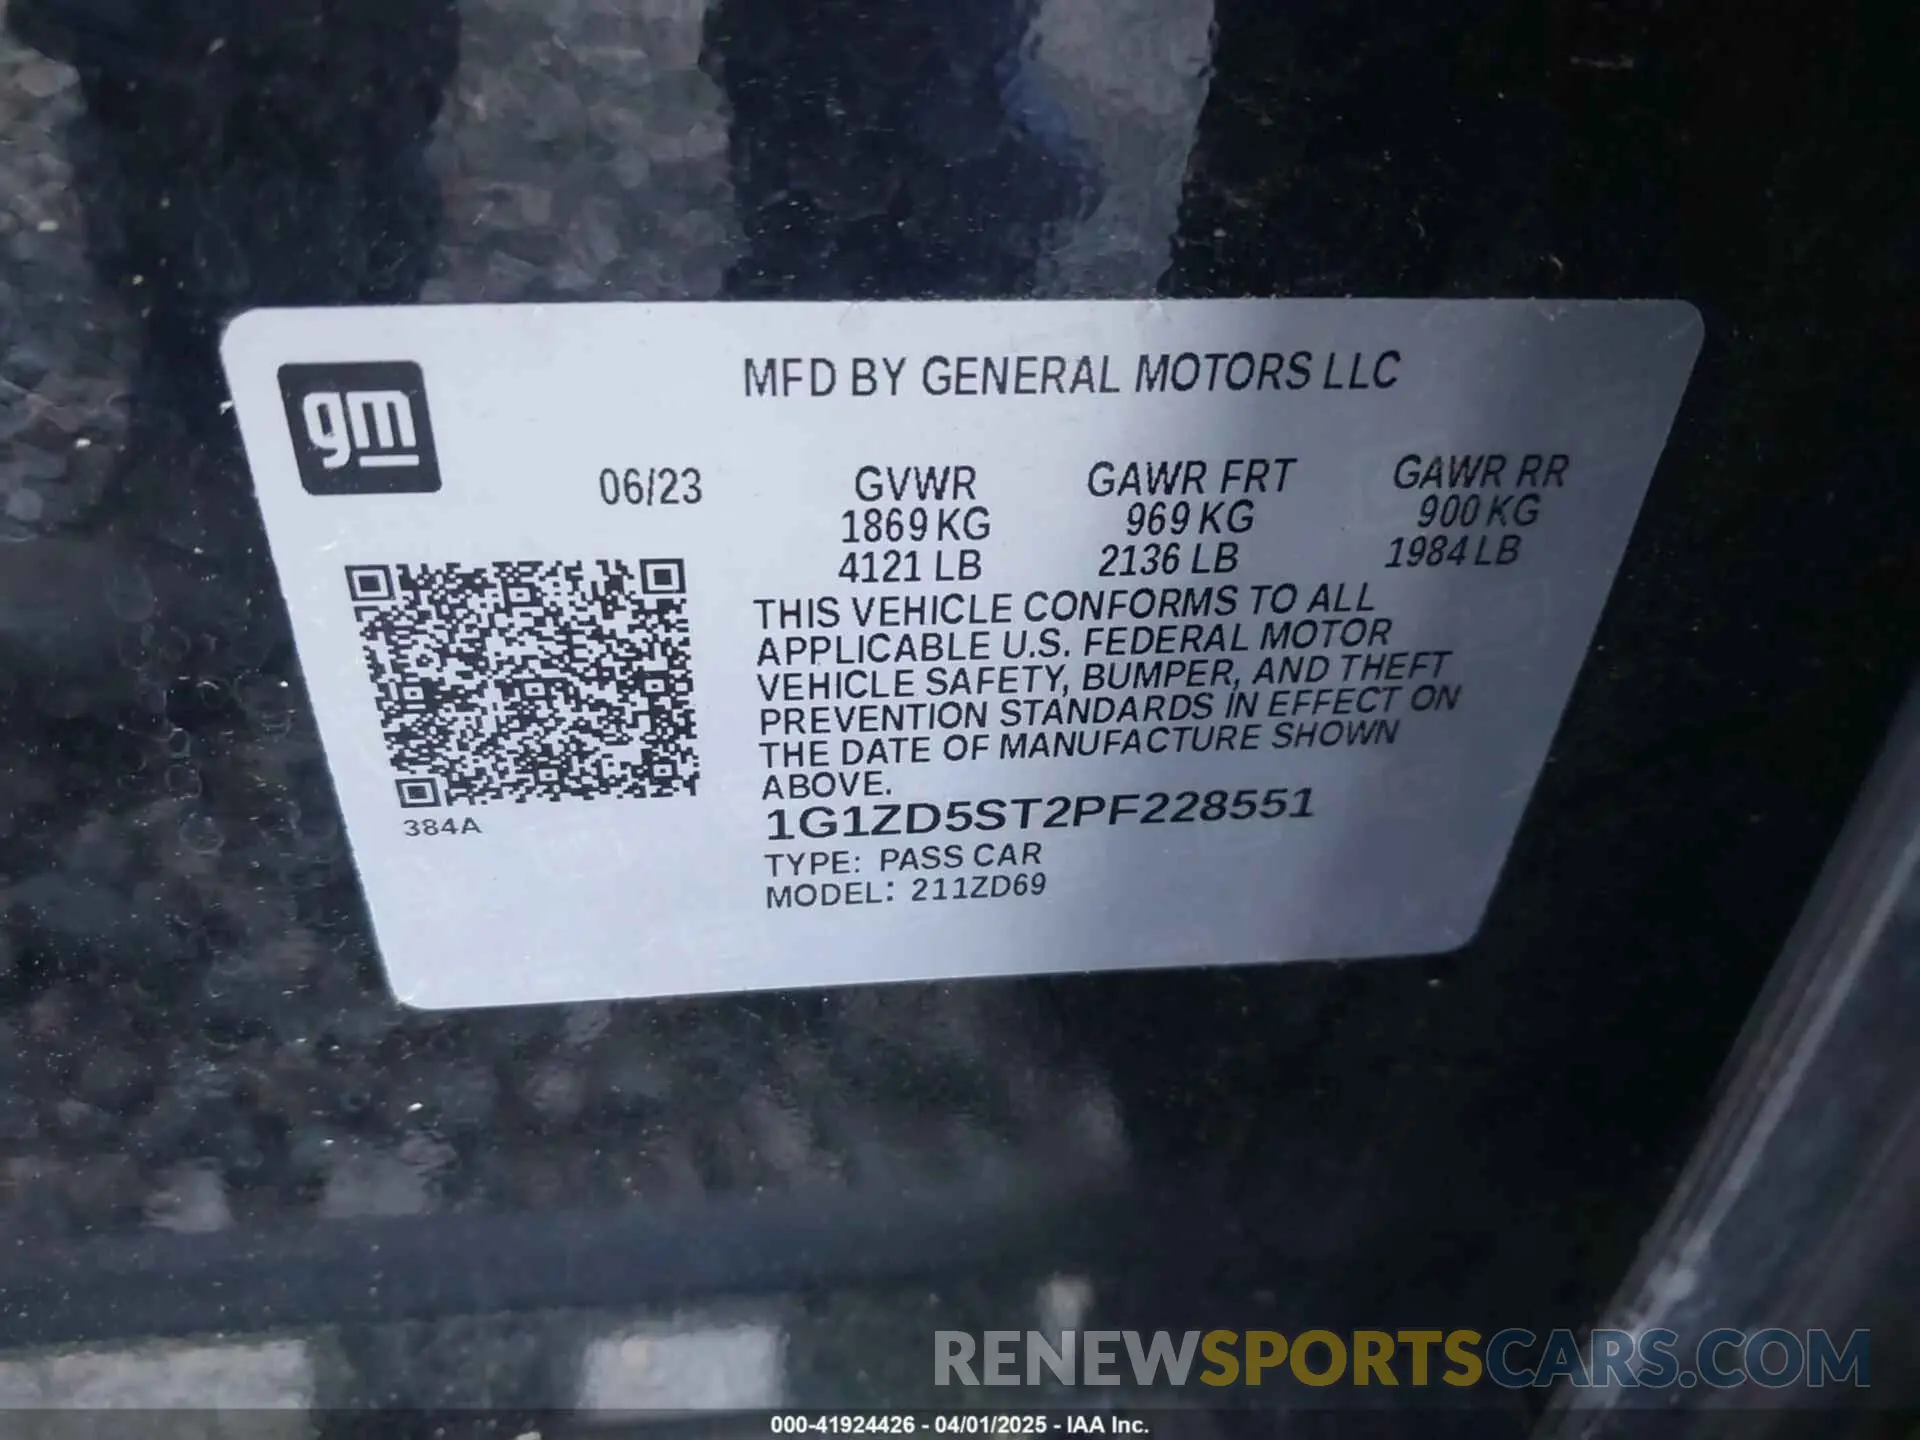 gm
MFD BY GENERAL MOTORS LLC
06/23 GVWR GAWR FRT GAWR RR
1869 KG 969 KG 900 KG
4121 LB 2136 LB 1984 LB
THIS VEHICLE CONFORMS TO ALL
APPLICABLE U.S. FEDERAL MOTOR
VEHICLE SAFETY, BUMPER, AND THEFT
PREVENTION STANDARDS IN EFFECT ON
THE DATE OF MANUFACTURE SHOWN
ABOVE.
384A
1G1ZD5ST2PF228551
TYPE: PASS CAR
MODEL: 211ZD69
RENEWSPORTSCARS.COM
000-41924426 - 04/01/2025 - IAA Inc.